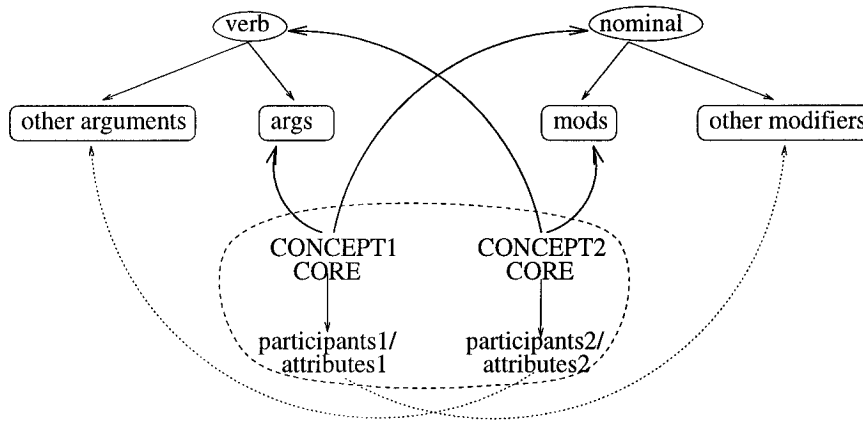 verb nominal
other arguments args mods other modifiers
CONCEPT1 CONCEPT2
CORE CORE
participants1/ participants2/
attributes1 attributes2